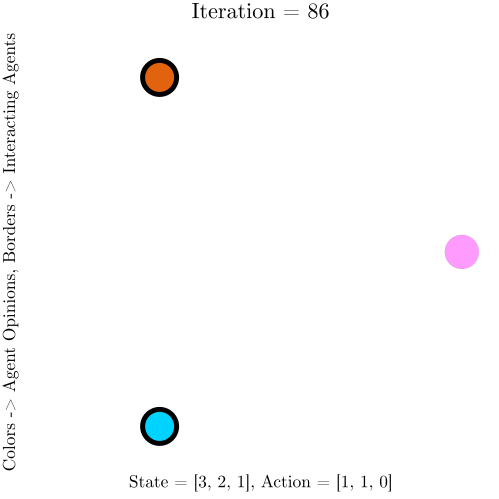 Iteration = 86
Colors -> Agent Opinions, Borders -> Interacting Agents
State = [3, 2, 1], Action = [1, 1, 0]